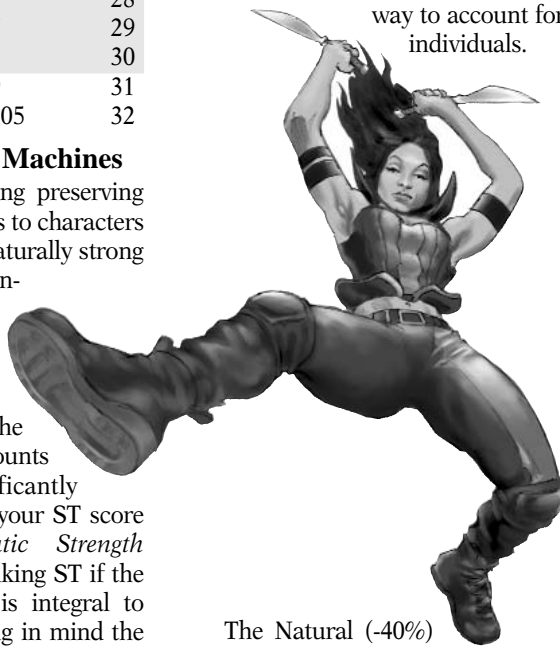 28
29
30
31
05 32
Machines
ng preserving
s to characters
aturally strong
n-
he
ounts
ficantly
your ST score
tic Strength
king ST if the
is integral to
g in mind the
way to account for
individuals.
The Natural (-40%)